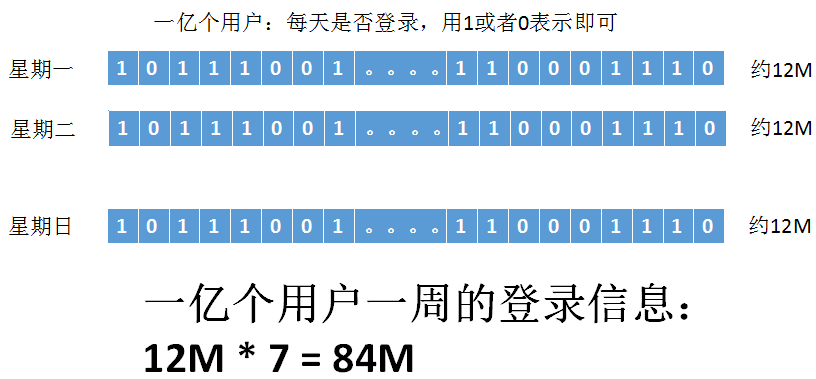 一亿个用户：每天是否登录，用1或者0表示即可
星期一 1 0 1 1 1 0 0 1 。。。。 1 1 0 0 0 1 1 1 0 约12M
星期二 1 0 1 1 1 0 0 1 。。。。 1 1 0 0 0 1 1 1 0 约12M
星期日 1 0 1 1 1 0 0 1 。。。。 1 1 0 0 0 1 1 1 0 约12M
一亿个用户一周的登录信息：
12M * 7 = 84M